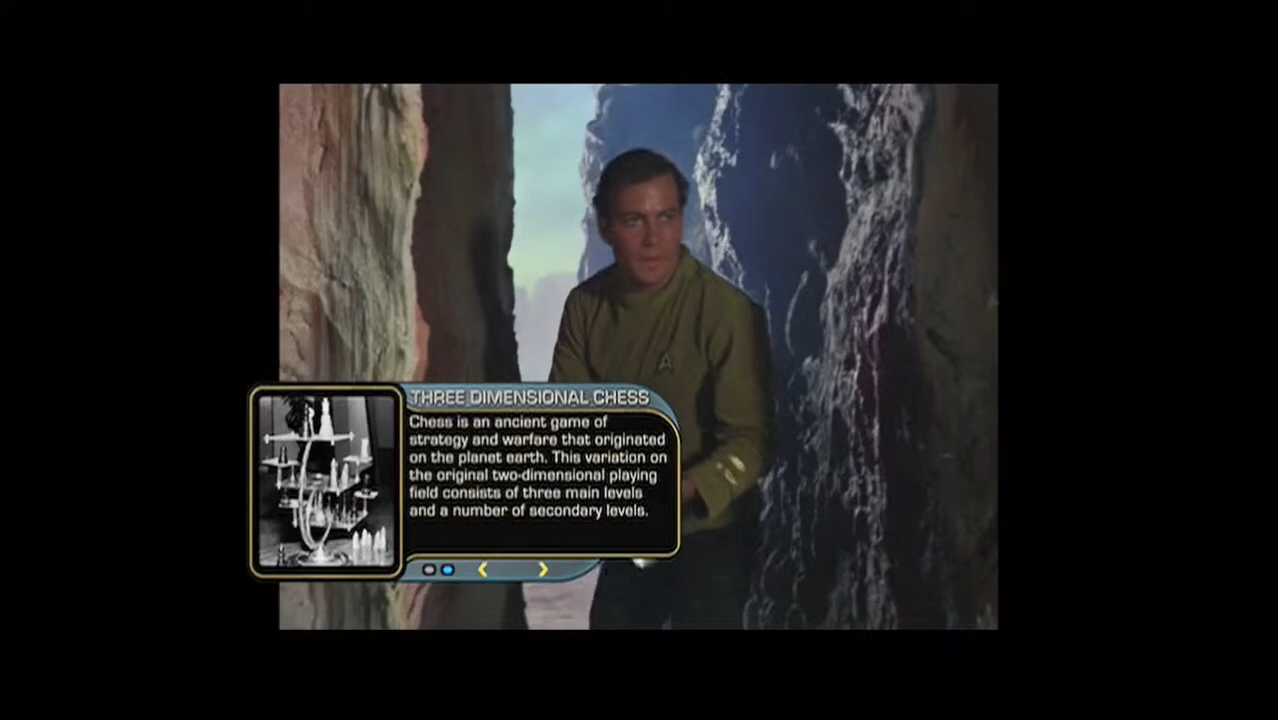 THREE DIMENSIONAL CHESS
Chess is an ancient game of
strategy and warfare that originated
on the planet earth. This variation on
the original two-dimensional playing
field consists of three main levels
and a number of secondary levels.